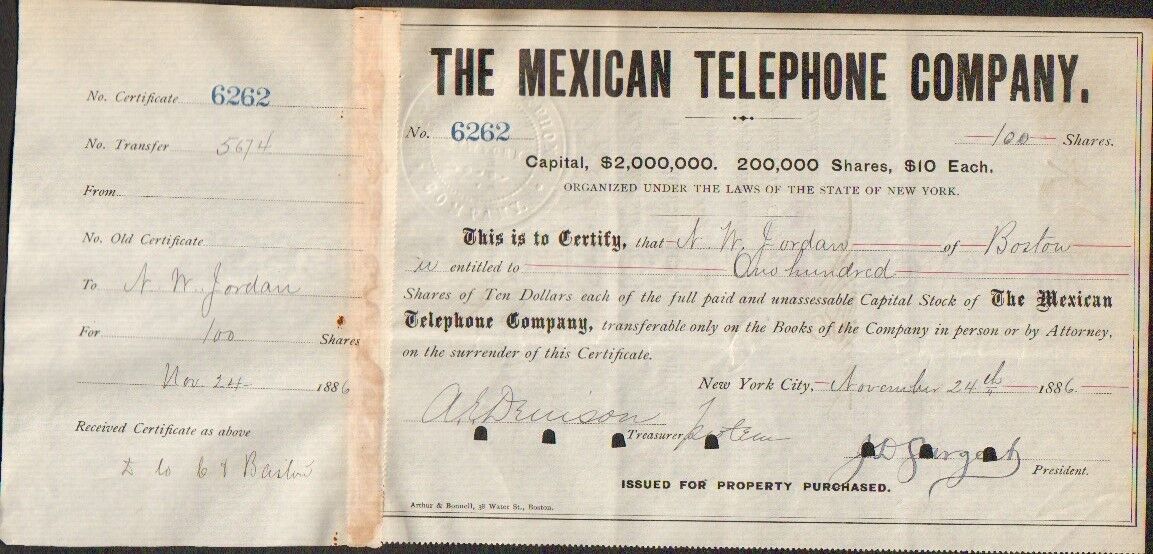 No. Certificate 6262
No. Transfer 5674
From
No. Old Certificate
To N. W. Jordan
For 100 Shares
Nov. 24 1886
Received Certificate as above
THE MEXICAN TELEPHONE COMPANY.
No. 6262
100 Shares.
Capital, $2,000,000. 200,000 Shares, $10 Each.
ORGANIZED UNDER THE LAWS OF THE STATE OF NEW YORK.
This is to Certify, that N. W. Jordan of Boston
is entitled to One hundred
Shares of Ten Dollars each of the full paid and unassessable Capital Stock of The Mexican
Telephone Company, transferable only on the Books of the Company in person or by Attorney,
on the surrender of this Certificate.
New York City, November 24th 1886
A. E. Denison Treasurer pro tem
J D Sargent President.
ISSUED FOR PROPERTY PURCHASED.
Arthur & Bonnell, 38 Water St., Boston.